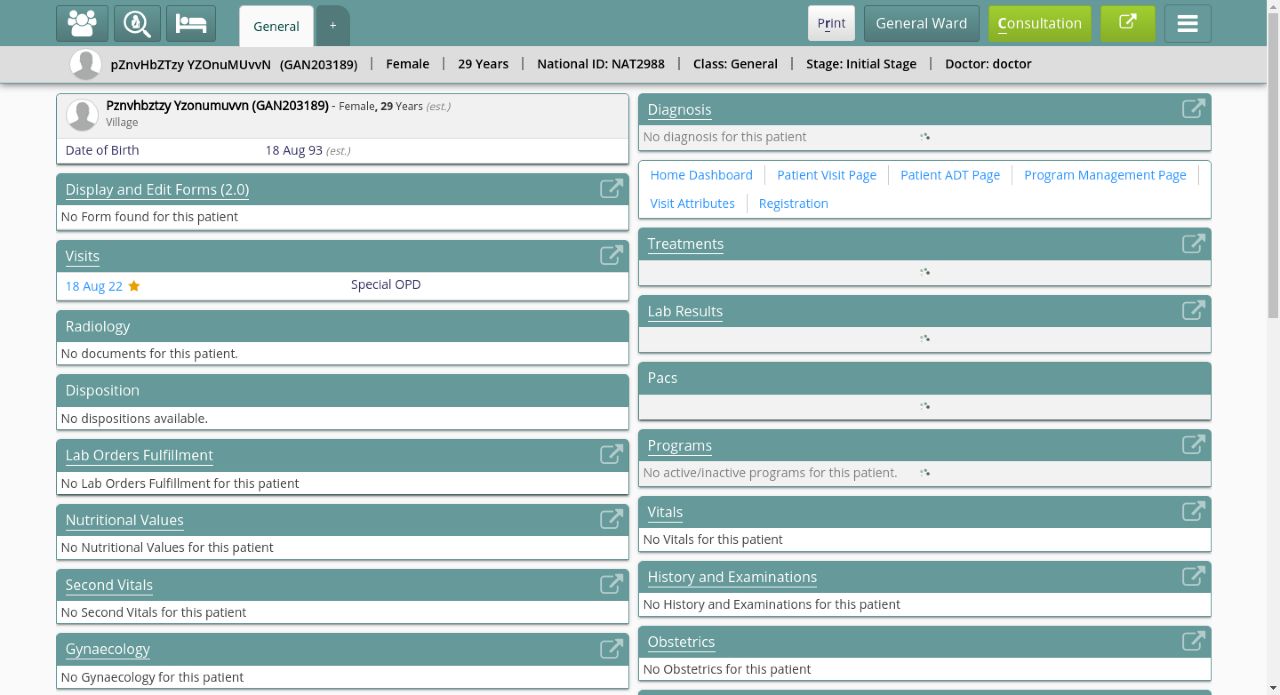 General
+
Print
General Ward
Consultation
pZnvHbZTzy YZOnuMUvvN (GAN203189) | Female | 29 Years | National ID: NAT2988 | Class: General | Stage: Initial Stage | Doctor: doctor
Pznvhbztzy Yzonumuvvn (GAN203189) - Female, 29 Years (est.)
Village
Date of Birth 18 Aug 93 (est.)
Display and Edit Forms (2.0)
No Form found for this patient
Visits
18 Aug 22 Special OPD
Radiology
No documents for this patient.
Disposition
No dispositions available.
Lab Orders Fulfillment
No Lab Orders Fulfillment for this patient
Nutritional Values
No Nutritional Values for this patient
Second Vitals
No Second Vitals for this patient
Gynaecology
No Gynaecology for this patient
Diagnosis
No diagnosis for this patient
Home Dashboard | Patient Visit Page | Patient ADT Page | Program Management Page
Visit Attributes | Registration
Treatments
Lab Results
Pacs
Programs
No active/inactive programs for this patient.
Vitals
No Vitals for this patient
History and Examinations
No History and Examinations for this patient
Obstetrics
No Obstetrics for this patient